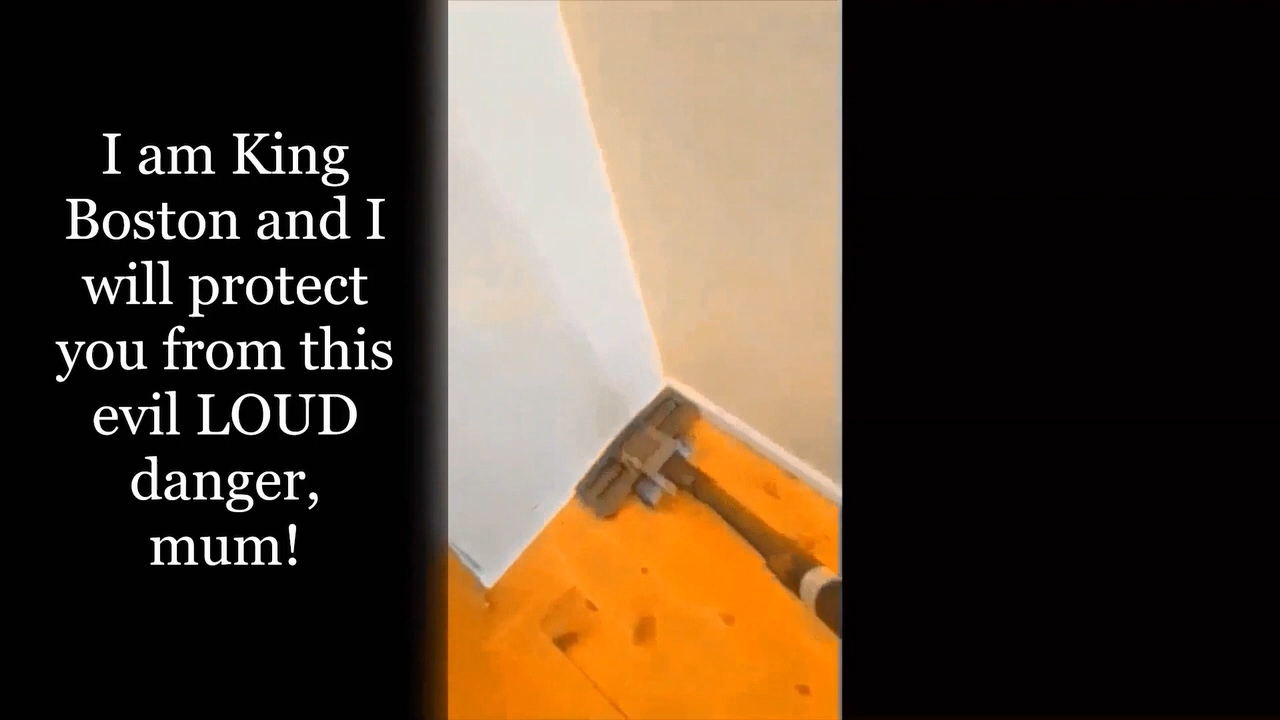 I am King
Boston and I
will protect
you from this
evil LOUD
danger,
mum!